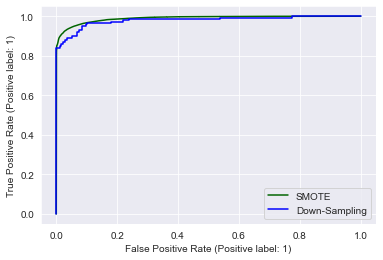 True Positive Rate (Positive label: 1)
1.0
0.8
0.6
0.4
0.2
0.0
SMOTE
Down-Sampling
0.0 0.2 0.4 0.6 0.8 1.0
False Positive Rate (Positive label: 1)